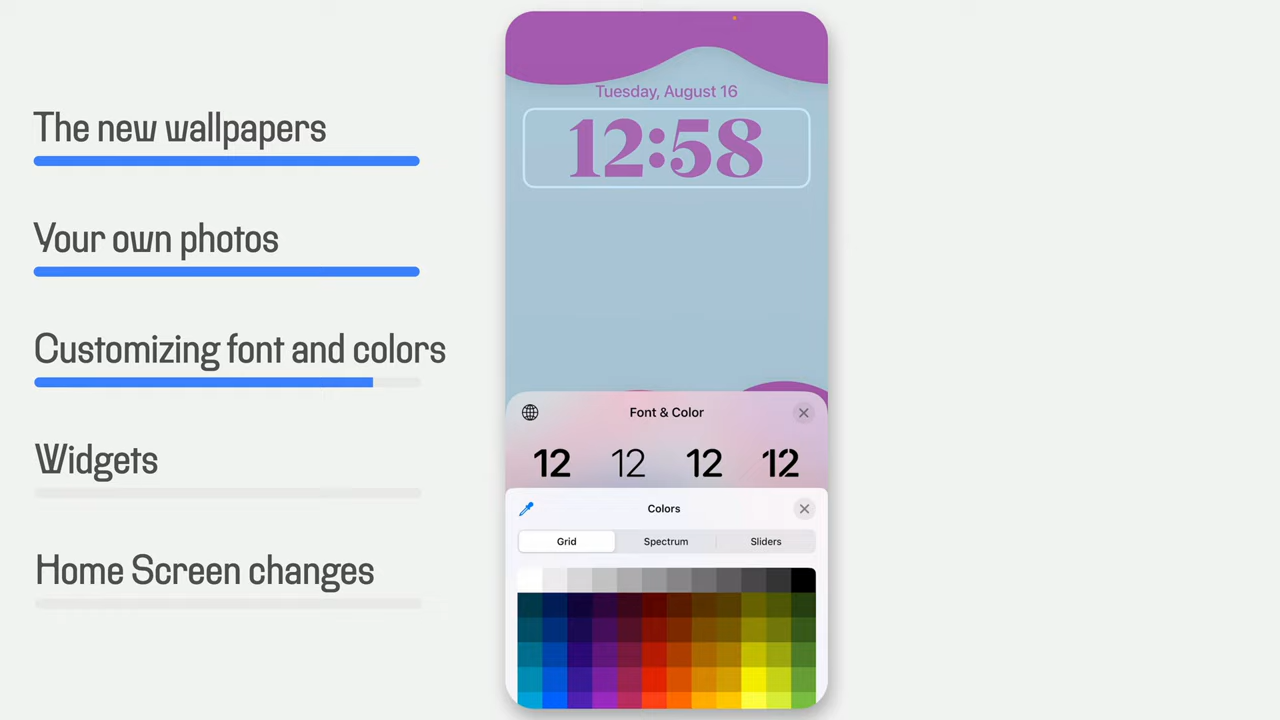 The new wallpapers
Your own photos
Customizing font and colors
Widgets
Home Screen changes
Tuesday, August 16
12:58
Font & Color
12 12 12 12
Colors
Grid Spectrum Sliders